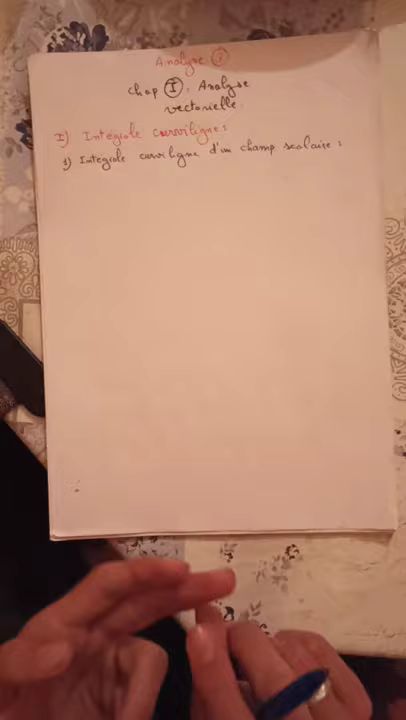 Analyse ③
Chap Ⅰ: Analyse
vectorielle.
I) Integrale curviligne:
1) Integrale curviligne d'un champ scalaire: